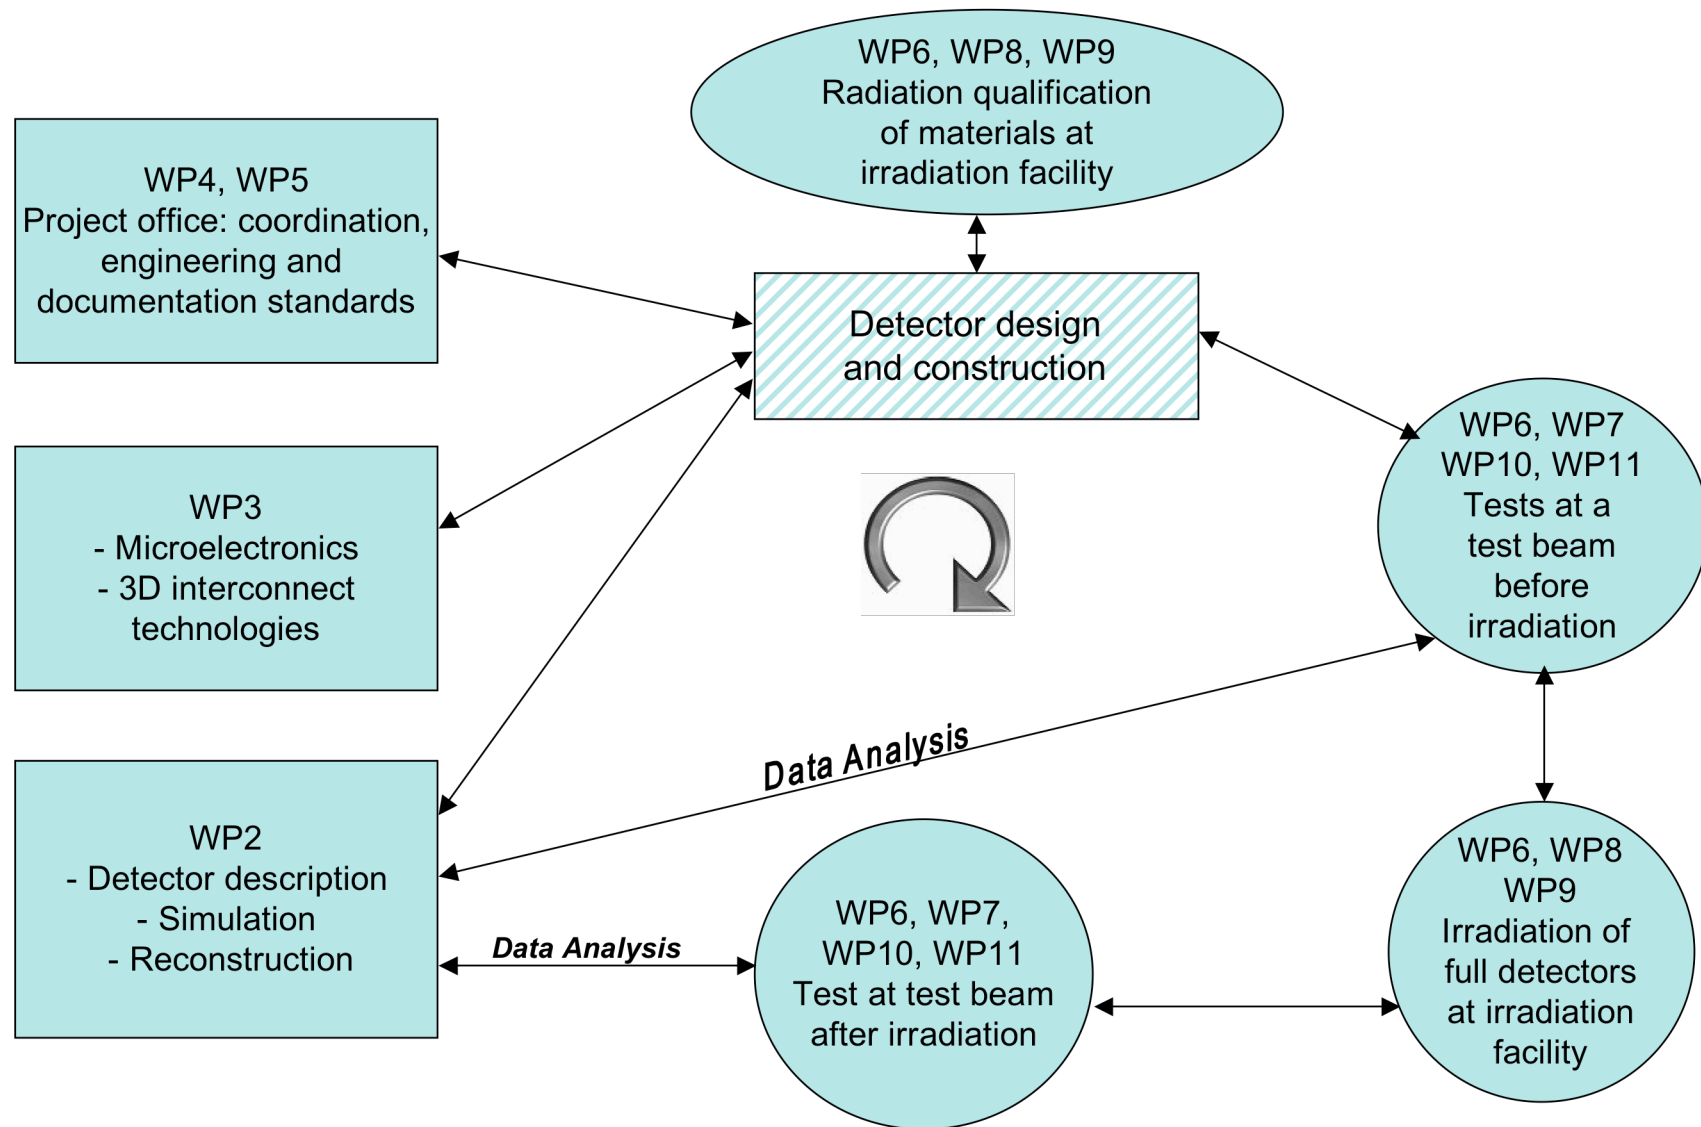 WP6, WP8, WP9
Radiation qualification
of materials at
irradiation facility
WP4, WP5
Project office: coordination,
engineering and
documentation standards
Detector design
and construction
WP6, WP7
WP10, WP11
Tests at a
test beam
before
irradiation
WP3
- Microelectronics
- 3D interconnect
technologies
Data Analysis
WP2
- Detector description
- Simulation
- Reconstruction
Data Analysis
WP6, WP7,
WP10, WP11
Test at test beam
after irradiation
WP6, WP8
WP9
Irradiation of
full detectors
at irradiation
facility